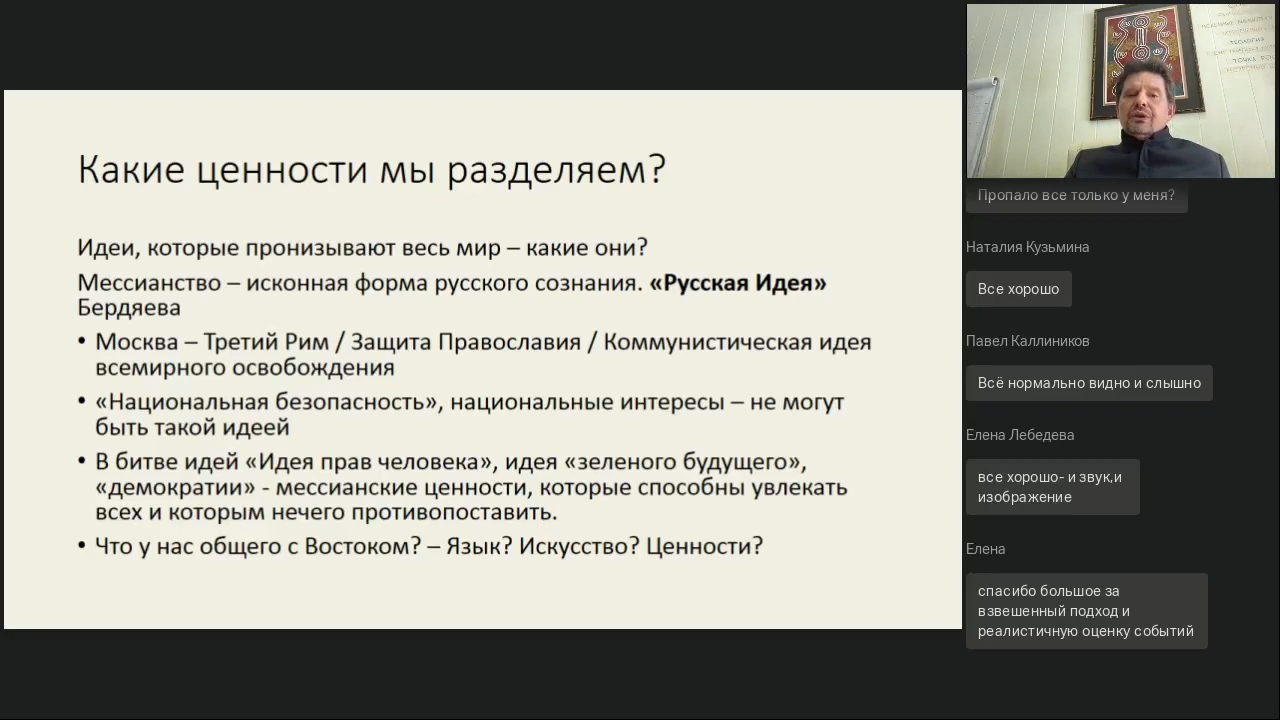 Какие ценности мы разделяем?
Идеи, которые пронизывают весь мир – какие они?
Мессианство – исконная форма русского сознания. «Русская Идея»
Бердяева
• Москва – Третий Рим / Защита Православия / Коммунистическая идея
всемирного освобождения
• «Национальная безопасность», национальные интересы – не могут
быть такой идеей
• В битве идей «Идея прав человека», идея «зеленого будущего»,
«демократии» - мессианские ценности, которые способны увлекать
всех и которым нечего противопоставить.
• Что у нас общего с Востоком? – Язык? Искусство? Ценности?
ТЕОЛОГИЯ
Пропало все только у меня?
Наталия Кузьмина
Все хорошо
Павел Каллиников
Всё нормально видно и слышно
Елена Лебедева
все хорошо- и звук,и
изображение
Елена
спасибо большое за
взвешенный подход и
реалистичную оценку событий